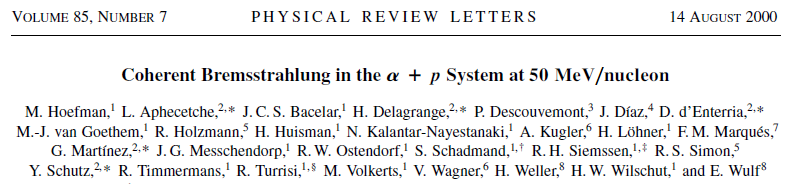 VOLUME 85, NUMBER 7 PHYSICAL REVIEW LETTERS 14 AUGUST 2000
Coherent Bremsstrahlung in the α + p System at 50 MeV/nucleon
M. Hoefman,¹ L. Aphecetche,²,* J. C. S. Bacelar,¹ H. Delagrange,²,* P. Descouvemont,³ J. Díaz,⁴ D. d'Enterria,²,*
M.-J. van Goethem,¹ R. Holzmann,⁵ H. Huisman,¹ N. Kalantar-Nayestanaki,¹ A. Kugler,⁶ H. Löhner,¹ F. M. Marqués,⁷
G. Martínez,²,* J. G. Messchendorp,¹ R. W. Ostendorf,¹ S. Schadmand,¹,† R. H. Siemssen,¹,‡ R. S. Simon,⁵
Y. Schutz,²,* R. Timmermans,¹ R. Turrisi,¹,§ M. Volkerts,¹ V. Wagner,⁶ H. Weller,⁸ H. W. Wilschut,¹ and E. Wulf⁸